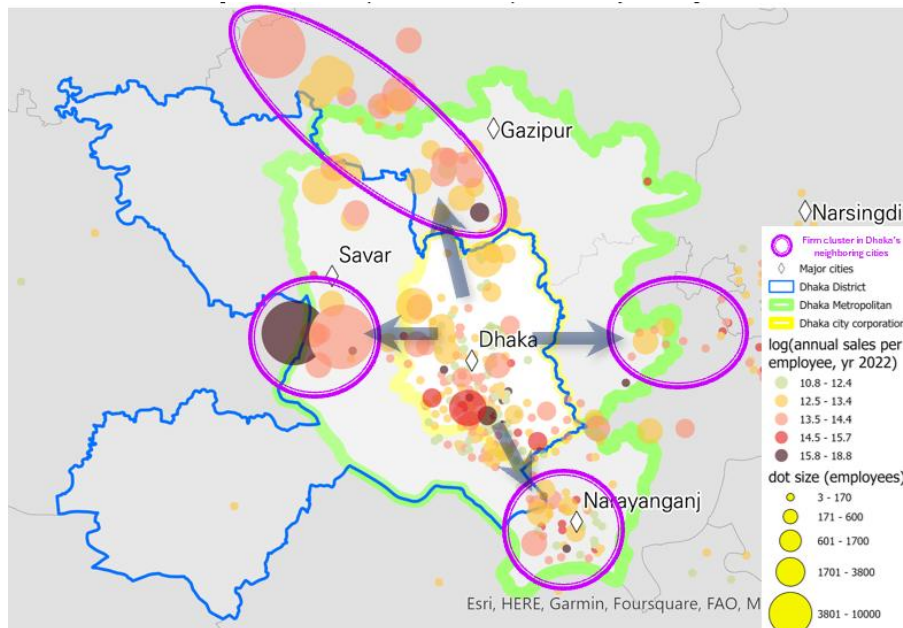 Gazipur
Narsingdi
Savar
Dhaka
Narayanganj
Firm cluster in Dhaka's
neighboring cities
Major cities
Dhaka District
Dhaka Metropolitan
Dhaka city corporation
log(annual sales per
employee, yr 2022)
10.8 - 12.4
12.5 - 13.4
13.5 - 14.4
14.5 - 15.7
15.8 - 18.8
dot size (employees)
3 - 170
171 - 600
601 - 1700
1701 - 3800
3801 - 10000
Esri, HERE, Garmin, Foursquare, FAO, M